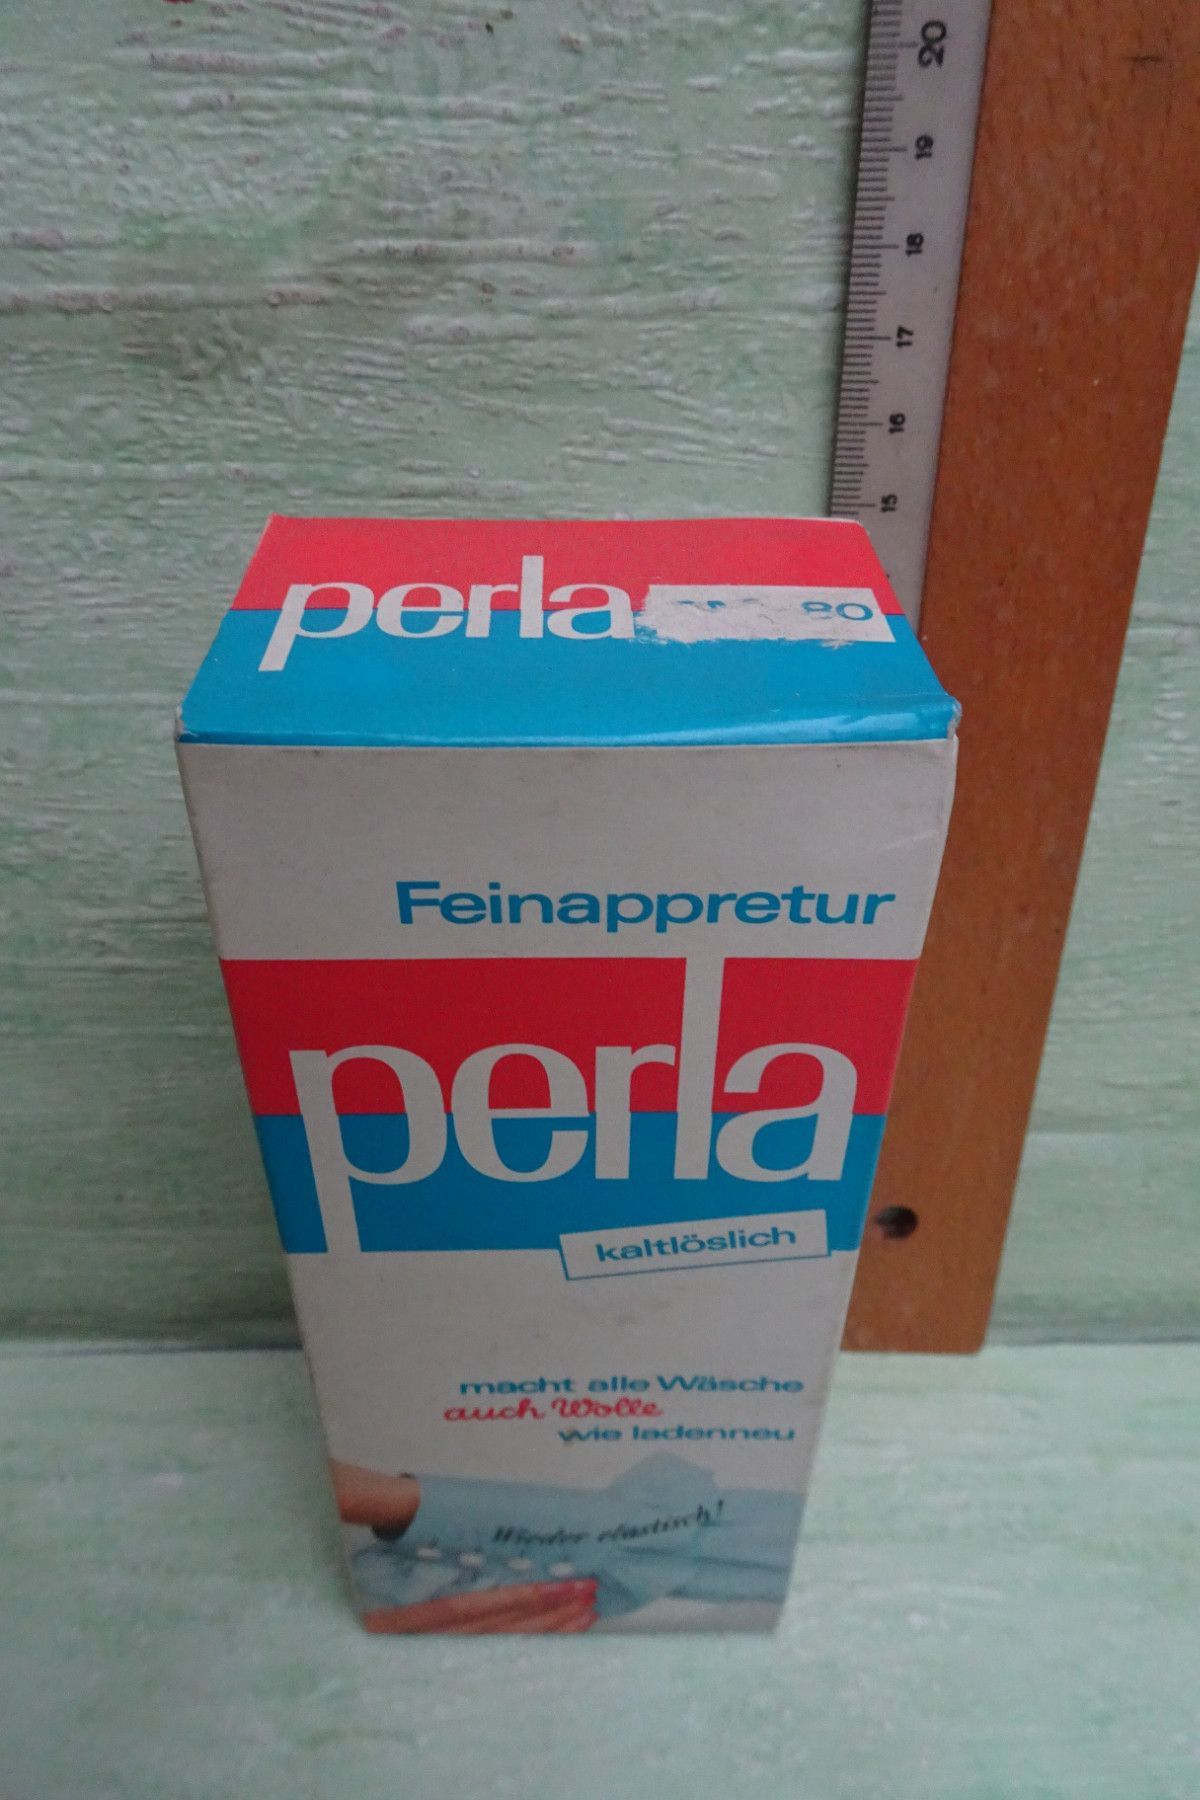 20
19
18
17
16
15
perla
80
Feinappretur
perla
kaltlöslich
macht alle Wäsche
auch Wolle
wie ladenneu
Wieder elastisch!